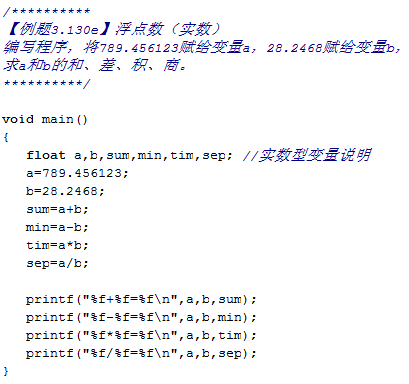 /**********
【例题3.130e】浮点数（实数）
编写程序，将789.456123赋给变量a，28.2468赋给变量b，
求a和b的和、差、积、商。
**********/
void main()
{
float a,b,sum,min,tim,sep; //实数型变量说明
a=789.456123;
b=28.2468;
sum=a+b;
min=a-b;
tim=a*b;
sep=a/b;
printf("%f+%f=%f\n",a,b,sum);
printf("%f-%f=%f\n",a,b,min);
printf("%f*%f=%f\n",a,b,tim);
printf("%f/%f=%f\n",a,b,sep);
}